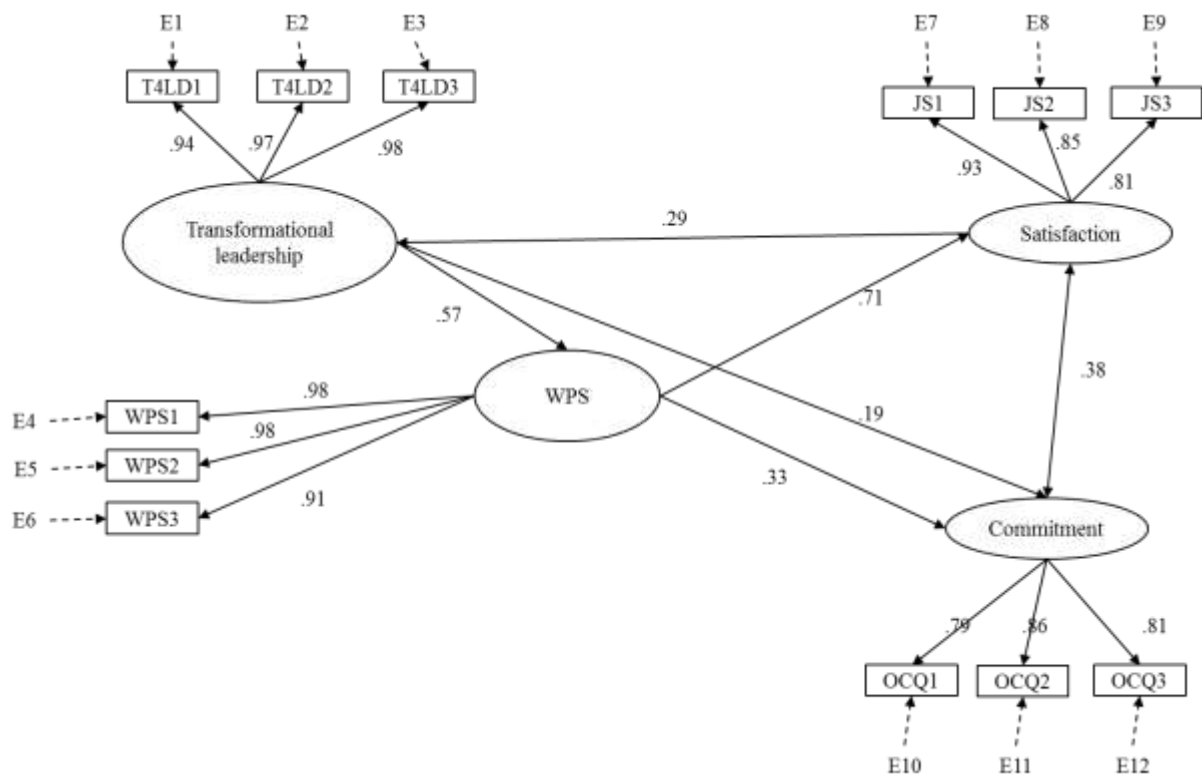 E1
E2
E3
E7
E8
E9
T4LD1
T4LD2
T4LD3
JS1
JS2
JS3
.94
.97
.98
.93
.85
.81
Transformational
leadership
Satisfaction
.29
.57
.71
WPS
.38
.98
.98
.91
.19
.33
E4
WPS1
E5
WPS2
E6
WPS3
Commitment
.79
.86
.81
OCQ1
OCQ2
OCQ3
E10
E11
E12